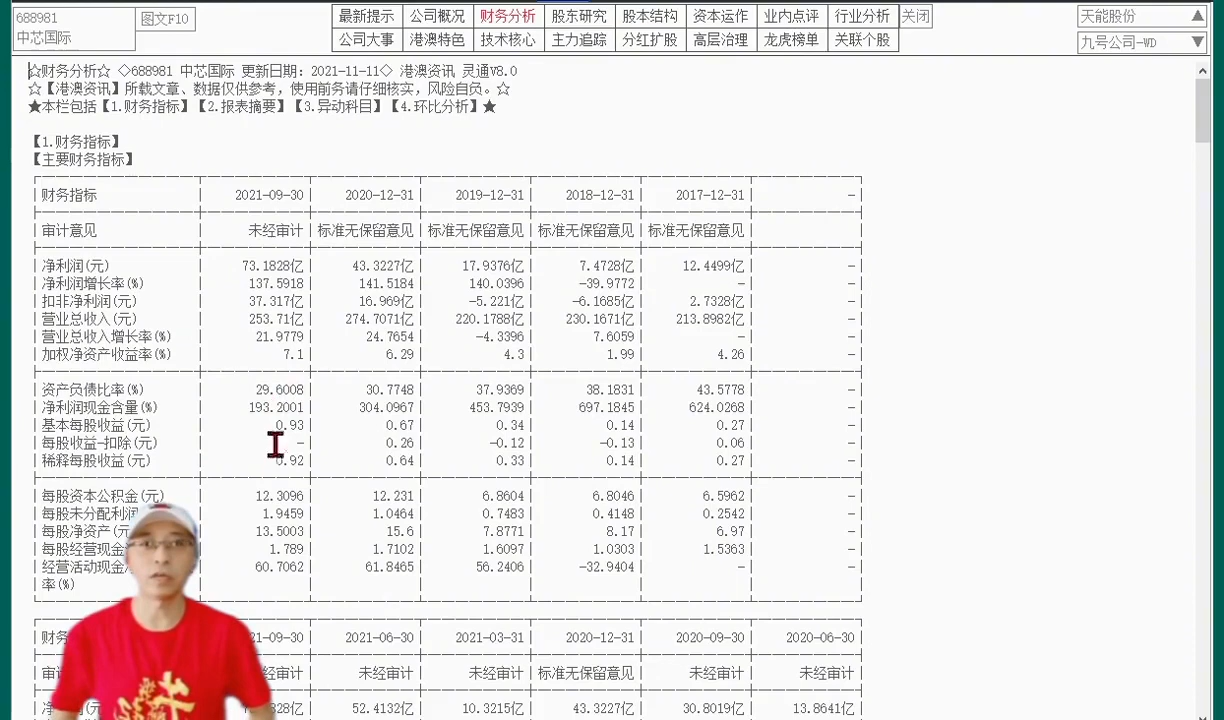 688981
中芯国际
图文F10
最新提示 公司概况 财务分析 股东研究 股本结构 资本运作 业内点评 行业分析 关闭
公司大事 港澳特色 技术核心 主力追踪 分红扩股 高层治理 龙虎榜单 关联个股
天能股份
九号公司-WD
☆财务分析☆ ◇688981 中芯国际 更新日期：2021-11-11◇ 港澳资讯 灵通V8.0
☆【港澳资讯】所载文章、数据仅供参考，使用前务请仔细核实，风险自负。☆
★本栏包括【1.财务指标】【2.报表摘要】【3.异动科目】【4.环比分析】★
【1.财务指标】
【主要财务指标】
财务指标 2021-09-30 2020-12-31 2019-12-31 2018-12-31 2017-12-31 -
审计意见 未经审计 标准无保留意见 标准无保留意见 标准无保留意见 标准无保留意见
净利润(元) 73.1828亿 43.3227亿 17.9376亿 7.4728亿 12.4499亿 -
净利润增长率(%) 137.5918 141.5184 140.0396 -39.9772 - -
扣非净利润(元) 37.317亿 16.969亿 -5.221亿 -6.1685亿 2.7328亿 -
营业总收入(元) 253.71亿 274.7071亿 220.1788亿 230.1671亿 213.8982亿 -
营业总收入增长率(%) 21.9779 24.7654 -4.3396 7.6059 - -
加权净资产收益率(%) 7.1 6.29 4.3 1.99 4.26 -
资产负债比率(%) 29.6008 30.7748 37.9369 38.1831 43.5778 -
净利润现金含量(%) 193.2001 304.0967 453.7939 697.1845 624.0268 -
基本每股收益(元) 0.93 0.67 0.34 0.14 0.27 -
每股收益-扣除(元) - 0.26 -0.12 -0.13 0.06 -
稀释每股收益(元) 0.92 0.64 0.33 0.14 0.27 -
每股资本公积金(元) 12.3096 12.231 6.8604 6.8046 6.5962 -
每股未分配利润 1.9459 1.0464 0.7483 0.4148 0.2542 -
每股净资产(元 13.5003 15.6 7.8771 8.17 6.97 -
每股经营现金 1.789 1.7102 1.6097 1.0303 1.5363 -
经营活动现金 60.7062 61.8465 56.2406 -32.9404 - -
率(%)
财务 21-09-30 2021-06-30 2021-03-31 2020-12-31 2020-09-30 2020-06-30
审计 经审计 未经审计 未经审计 标准无保留意见 未经审计 未经审计
净 (元 828亿 52.4132亿 10.3215亿 43.3227亿 30.8019亿 13.8641亿